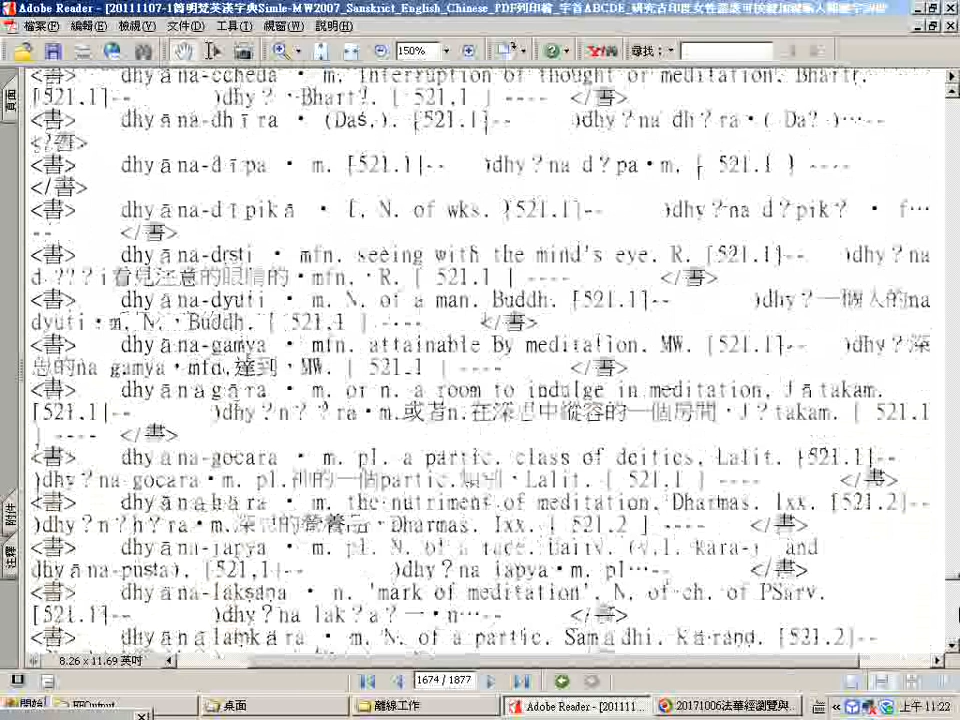 Adobe Reader - [20111107-1簡明梵英漢字典Simle-MW2007_Sanskrict_English_Chinese_PDF列印檔_字首ABCDE_研究古印度女性
檔案(F) 編輯(E) 檢視(V) 文件(D) 工具(T) 視窗(W) 說明(H)
150% 尋找:
頁面
<書> dhyāna-ccheda • m. Interruption of thought or meditation. Bhartr.
[521.1]-- )dhy? • Bhart?. [ 521.1 ] ---- </書>
<書> dhyāna-dhīra • (Daś.). [521.1]-- )dhy?na dh?ra • ( Da? )…
</書>
<書> dhyāna-dīpa • m. [521.1]-- )dhy?na d?pa • m. [ 521.1 ] ----
</書>
<書> dhyāna-dīpikā • f. N. of wks. [521.1]-- )dhy?na d?pik? • f…
-- </書>
<書> dhyāna-drsti • mfn. seeing with the mind's eye. R. [521.1]-- )dhy?na
d???i看見注意的眼睛的 • mfn. • R. [ 521.1 ] ---- </書>
<書> dhyāna-dyuti • m. N. of a man. Buddh. [521.1]-- )dhy?一個人的na
dyuti • m. N. • Buddh. [ 521.1 ] ---- </書>
<書> dhyāna-gamya • mfn. attainable by meditation. MW. [521.1]-- )dhy?深
思的na gamya • mfn.達到 • MW. [ 521.1 ] ---- </書>
<書> dhyānāgāra • m. or n. a room to indulge in meditation, Jātakam.
[521.1]-- )dhy?n??ra • m.或者n.在深思中縱容的一個房間 • J?takam. [ 521.1
] ---- </書>
<書> dhyāna-gocara • m. pl. a partic. class of deities, Lalit. [521.1]--
)dhy?na-gocara • m. pl.神的一個partic.類別 • Lalit. [ 521.1 ] ---- </書>
<書> dhyānāhāra • m. the nutriment of meditation, Dharmas. lxx. [521.2]--
)dhy?n?h?ra • m.深思的營養品 • Dharmas. lxx. [ 521.2 ] ---- </書>
<書> dhyāna-japya • m. pl. N. of a race. Hariv. (v.l. kara-) and
dhyāna-pusta). [521.1]-- )dhy?na japya • m. pl… </書>
<書> dhyāna-laksana • n. 'mark of meditation', N. of ch. of PSarv.
[521.1]-- )dhy?na lak?a? 一 • n… </書>
<書> dhyānālamkāra • m. N. of a partic. Samādhi. Kārand. [521.2]--
附件
注釋
8.26 x 11.69 英吋
1674 / 1877
開始 桌面 離線工作 Adobe Reader - [2011... 20171006法華經瀏覽與... 上午 11:22